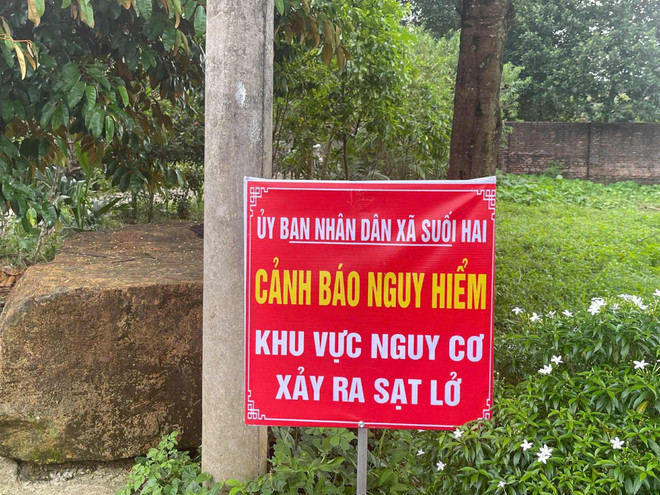 ỦY BAN NHÂN DÂN XÃ SUỐI HAI
CẢNH BÁO NGUY HIỂM
KHU VỰC NGUY CƠ
XẢY RA SẠT LỞ